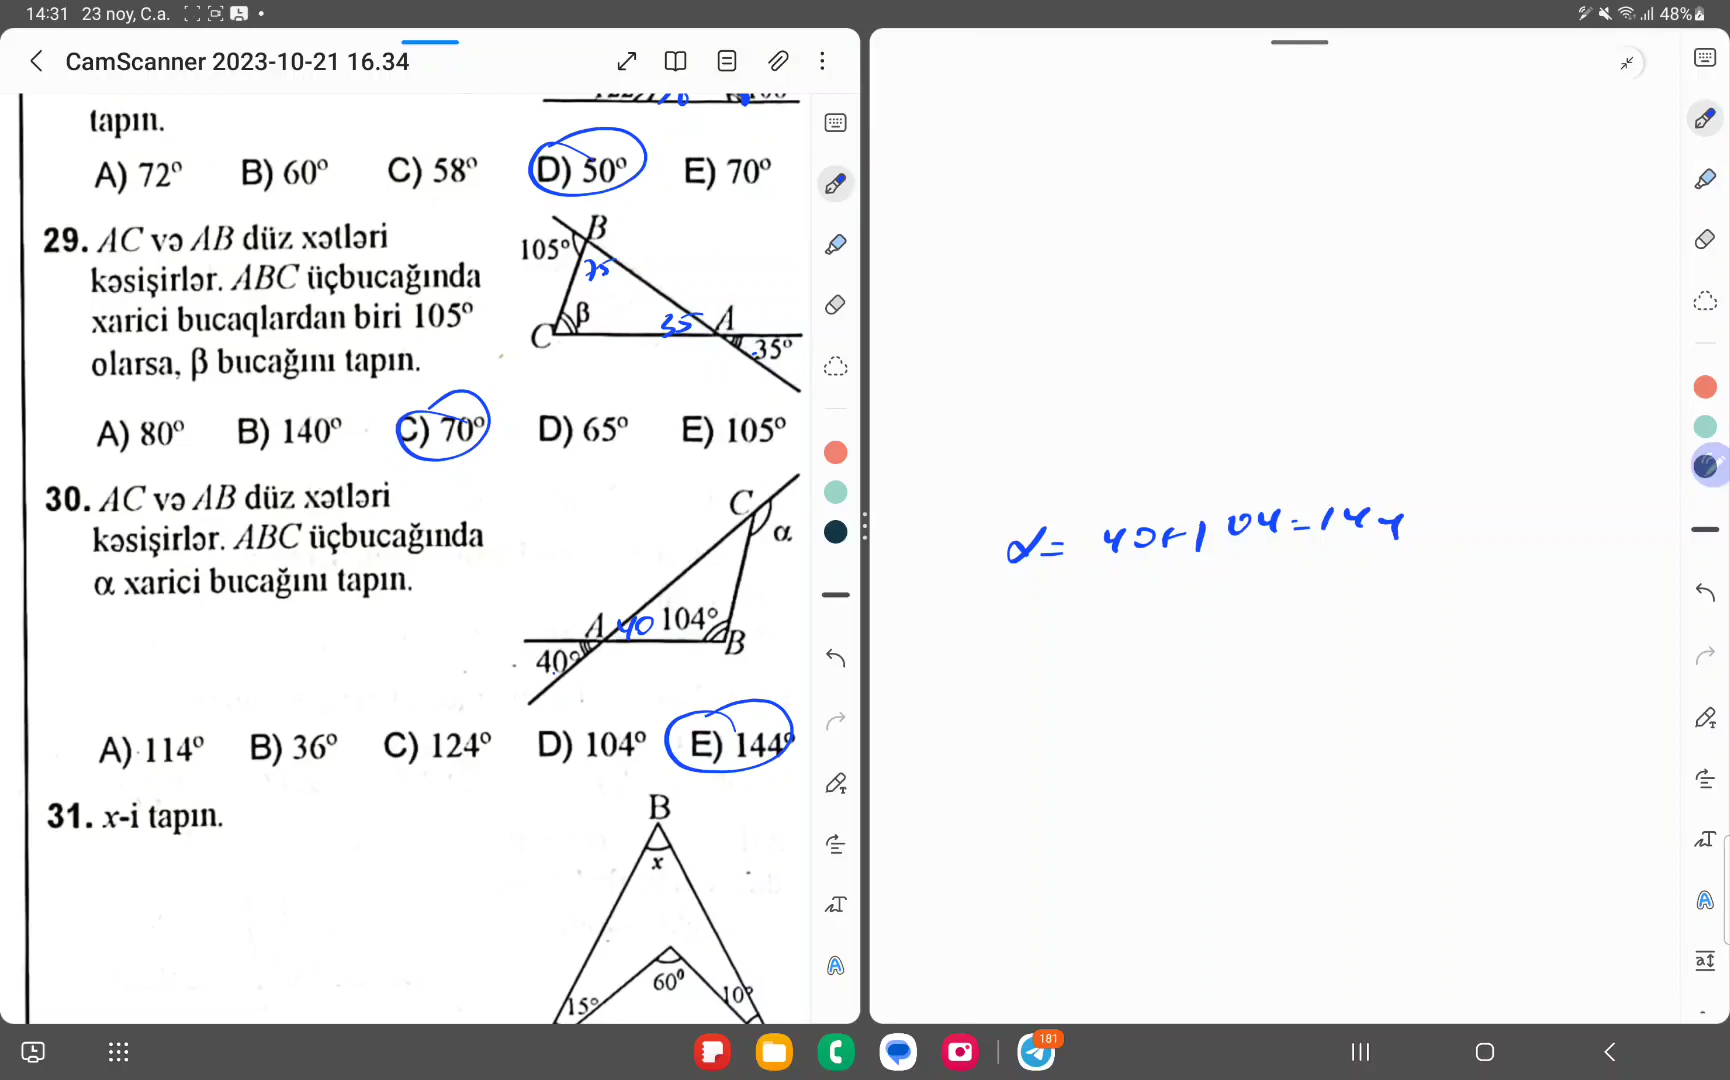 14:31 23 noy, C.a.
48%
CamScanner 2023-10-21 16.34
tapın.
A) 72° B) 60° C) 58° D) 50° E) 70°
29. AC və AB düz xətləri
kəsişirlər. ABC üçbucağında
xarici bucaqlardan biri 105°
olarsa, β bucağını tapın.
B
105°
75
β
35
A
C
35°
A) 80° B) 140° C) 70° D) 65° E) 105°
30. AC və AB düz xətləri
kəsişirlər. ABC üçbucağında
α xarici bucağını tapın.
C
α
A
40
104°
B
40°
A) 114° B) 36° C) 124° D) 104° E) 144°
31. x-i tapın.
B
x
60°
15°
10°
α= 40+104=144
181